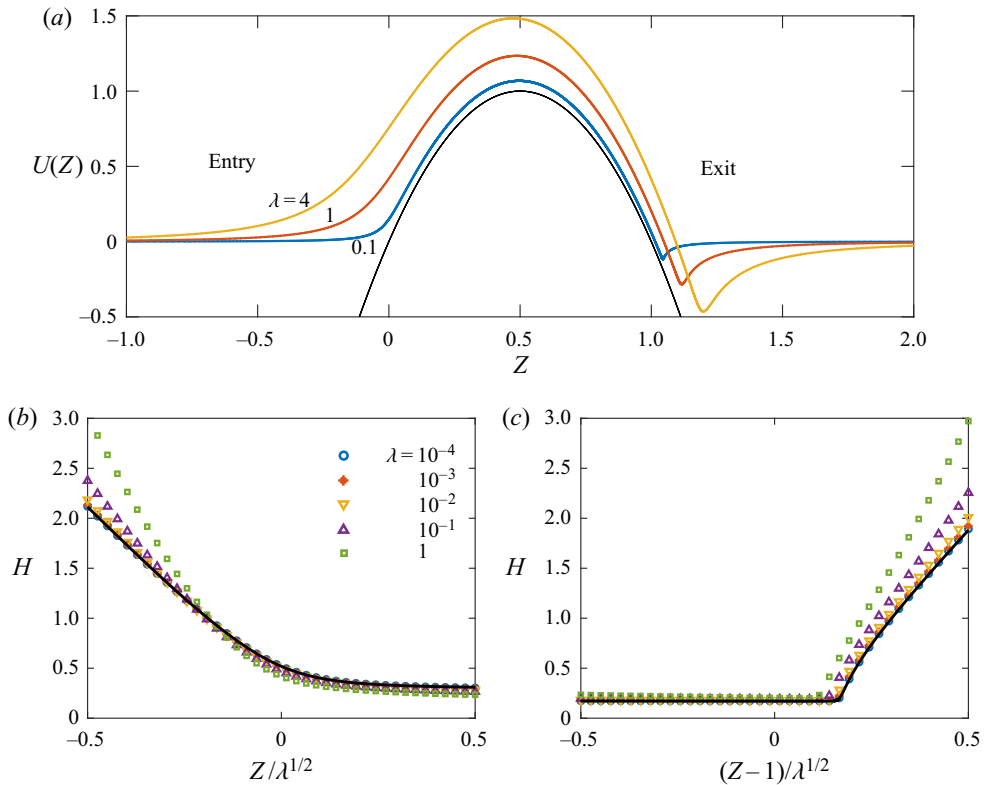 (a)
1.5
1.0
0.5
0
–0.5
U(Z)
Entry
Exit
λ = 4
1
0.1
–1.0 –0.5 0 0.5 1.0 1.5 2.0
Z
(b)
3.0
2.5
2.0
1.5
1.0
0.5
0
H
λ = 10⁻⁴
10⁻³
10⁻²
10⁻¹
1
–0.5 0 0.5
Z/λ^{1/2}
(c)
3.0
2.5
2.0
1.5
1.0
0.5
0
H
–0.5 0 0.5
(Z – 1)/λ^{1/2}